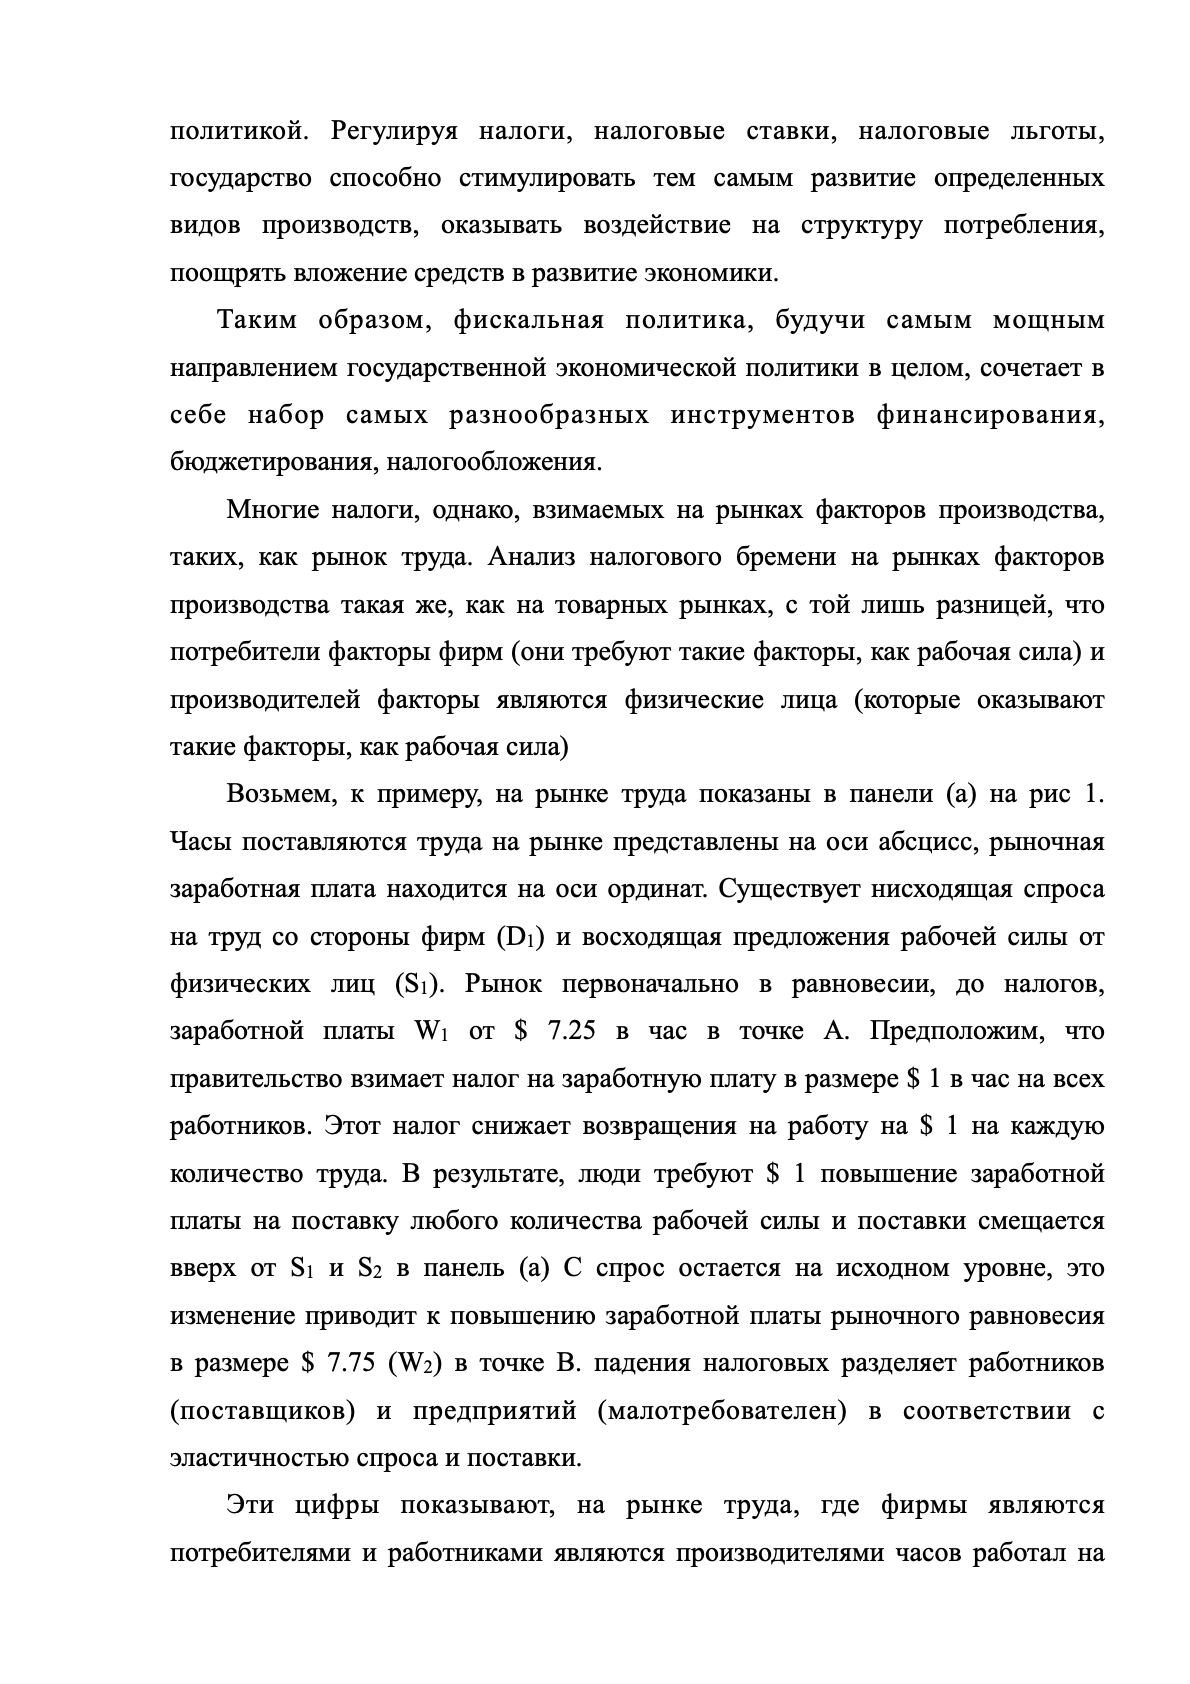 политикой. Регулируя налоги, налоговые ставки, налоговые льготы,
государство способно стимулировать тем самым развитие определенных
видов производств, оказывать воздействие на структуру потребления,
поощрять вложение средств в развитие экономики.
Таким образом, фискальная политика, будучи самым мощным
направлением государственной экономической политики в целом, сочетает в
себе набор самых разнообразных инструментов финансирования,
бюджетирования, налогообложения.
Многие налоги, однако, взимаемых на рынках факторов производства,
таких, как рынок труда. Анализ налогового бремени на рынках факторов
производства такая же, как на товарных рынках, с той лишь разницей, что
потребители факторы фирм (они требуют такие факторы, как рабочая сила) и
производителей факторы являются физические лица (которые оказывают
такие факторы, как рабочая сила)
Возьмем, к примеру, на рынке труда показаны в панели (а) на рис 1.
Часы поставляются труда на рынке представлены на оси абсцисс, рыночная
заработная плата находится на оси ординат. Существует нисходящая спроса
на труд со стороны фирм (D1) и восходящая предложения рабочей силы от
физических лиц (S1). Рынок первоначально в равновесии, до налогов,
заработной платы W1 от $ 7.25 в час в точке А. Предположим, что
правительство взимает налог на заработную плату в размере $ 1 в час на всех
работников. Этот налог снижает возвращения на работу на $ 1 на каждую
количество труда. В результате, люди требуют $ 1 повышение заработной
платы на поставку любого количества рабочей силы и поставки смещается
вверх от S1 и S2 в панель (а) С спрос остается на исходном уровне, это
изменение приводит к повышению заработной платы рыночного равновесия
в размере $ 7.75 (W2) в точке В. падения налоговых разделяет работников
(поставщиков) и предприятий (малотребователен) в соответствии с
эластичностью спроса и поставки.
Эти цифры показывают, на рынке труда, где фирмы являются
потребителями и работниками являются производителями часов работал на